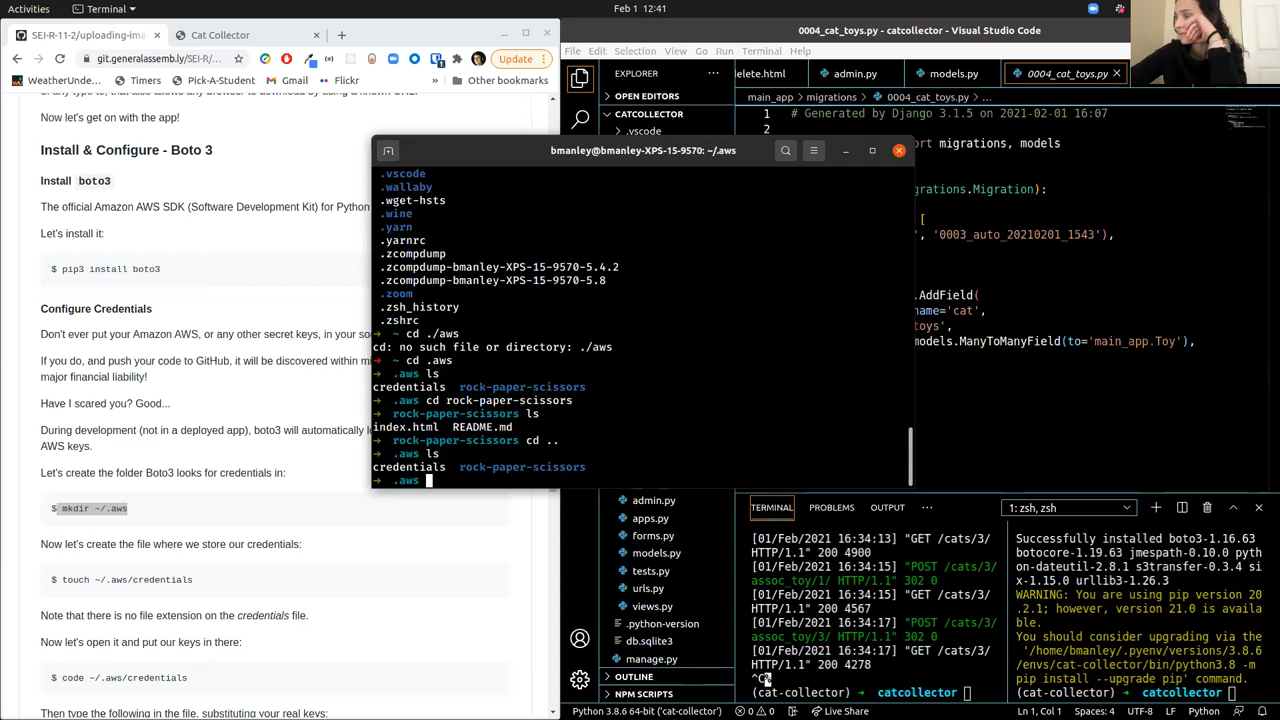 Activities
Terminal
Feb 1 12:41
SEI-R-11-2/uploading-ima
Cat Collector
git.generalassemb.ly/SEI-R/
Update
WeatherUnde
Timers
Pick-A-Student
Gmail
Flickr
Other bookmarks
Now let's get on with the app!
Install & Configure - Boto 3
Install boto3
The official Amazon AWS SDK (Software Development Kit) for Python
Let's install it:
$ pip3 install boto3
Configure Credentials
Don't ever put your Amazon AWS, or any other secret keys, in your so
If you do, and push your code to GitHub, it will be discovered within m
major financial liability!
Have I scared you? Good...
During development (not in a deployed app), boto3 will automatically l
AWS keys.
Let's create the folder Boto3 looks for credentials in:
$ mkdir ~/.aws
Now let's create the file where we store our credentials:
$ touch ~/.aws/credentials
Note that there is no file extension on the credentials file.
Now let's open it and put our keys in there:
$ code ~/.aws/credentials
Then type the following in the file, substituting your real keys:
bmanley@bmanley-XPS-15-9570: ~/.aws
.vscode
.wallaby
.wget-hsts
.wine
.yarn
.yarnrc
.zcompdump
.zcompdump-bmanley-XPS-15-9570-5.4.2
.zcompdump-bmanley-XPS-15-9570-5.8
.zoom
.zsh_history
.zshrc
➜ ~ cd ./aws
cd: no such file or directory: ./aws
➜ ~ cd .aws
➜ .aws ls
credentials rock-paper-scissors
➜ .aws cd rock-paper-scissors
➜ rock-paper-scissors ls
index.html README.md
➜ rock-paper-scissors cd ..
➜ .aws ls
credentials rock-paper-scissors
➜ .aws
0004_cat_toys.py - catcollector - Visual Studio Code
File Edit Selection View Go Run Terminal Help
EXPLORER
OPEN EDITORS
CATCOLLECTOR
.vscode
elete.html
admin.py
models.py
0004_cat_toys.py
main_app > migrations > 0004_cat_toys.py > ...
1 # Generated by Django 3.1.5 on 2021-02-01 16:07
2
ort migrations, models
grations.Migration):
[
', '0003_auto_20210201_1543'),
.AddField(
name='cat',
toys',
models.ManyToManyField(to='main_app.Toy'),
admin.py
apps.py
forms.py
models.py
tests.py
urls.py
views.py
.python-version
db.sqlite3
manage.py
OUTLINE
NPM SCRIPTS
TERMINAL PROBLEMS OUTPUT ...
1: zsh, zsh
[01/Feb/2021 16:34:13] "GET /cats/3/
HTTP/1.1" 200 4900
[01/Feb/2021 16:34:15] "POST /cats/3/
assoc_toy/1/ HTTP/1.1" 302 0
[01/Feb/2021 16:34:15] "GET /cats/3/
HTTP/1.1" 200 4567
[01/Feb/2021 16:34:17] "POST /cats/3/
assoc_toy/3/ HTTP/1.1" 302 0
[01/Feb/2021 16:34:17] "GET /cats/3/
HTTP/1.1" 200 4278
(cat-collector) ➜ catcollector
Successfully installed boto3-1.16.63
botocore-1.19.63 jmespath-0.10.0 pyth
on-dateutil-2.8.1 s3transfer-0.3.4 si
x-1.15.0 urllib3-1.26.3
WARNING: You are using pip version 20
.2.1; however, version 21.0 is availa
ble.
You should consider upgrading via the
'/home/bmanley/.pyenv/versions/3.8.6
/envs/cat-collector/bin/python3.8 -m
pip install --upgrade pip' command.
(cat-collector) ➜ catcollector
Python 3.8.6 64-bit ('cat-collector')
0
0
Live Share
Ln 1, Col 1
Spaces: 4
UTF-8
LF
Python